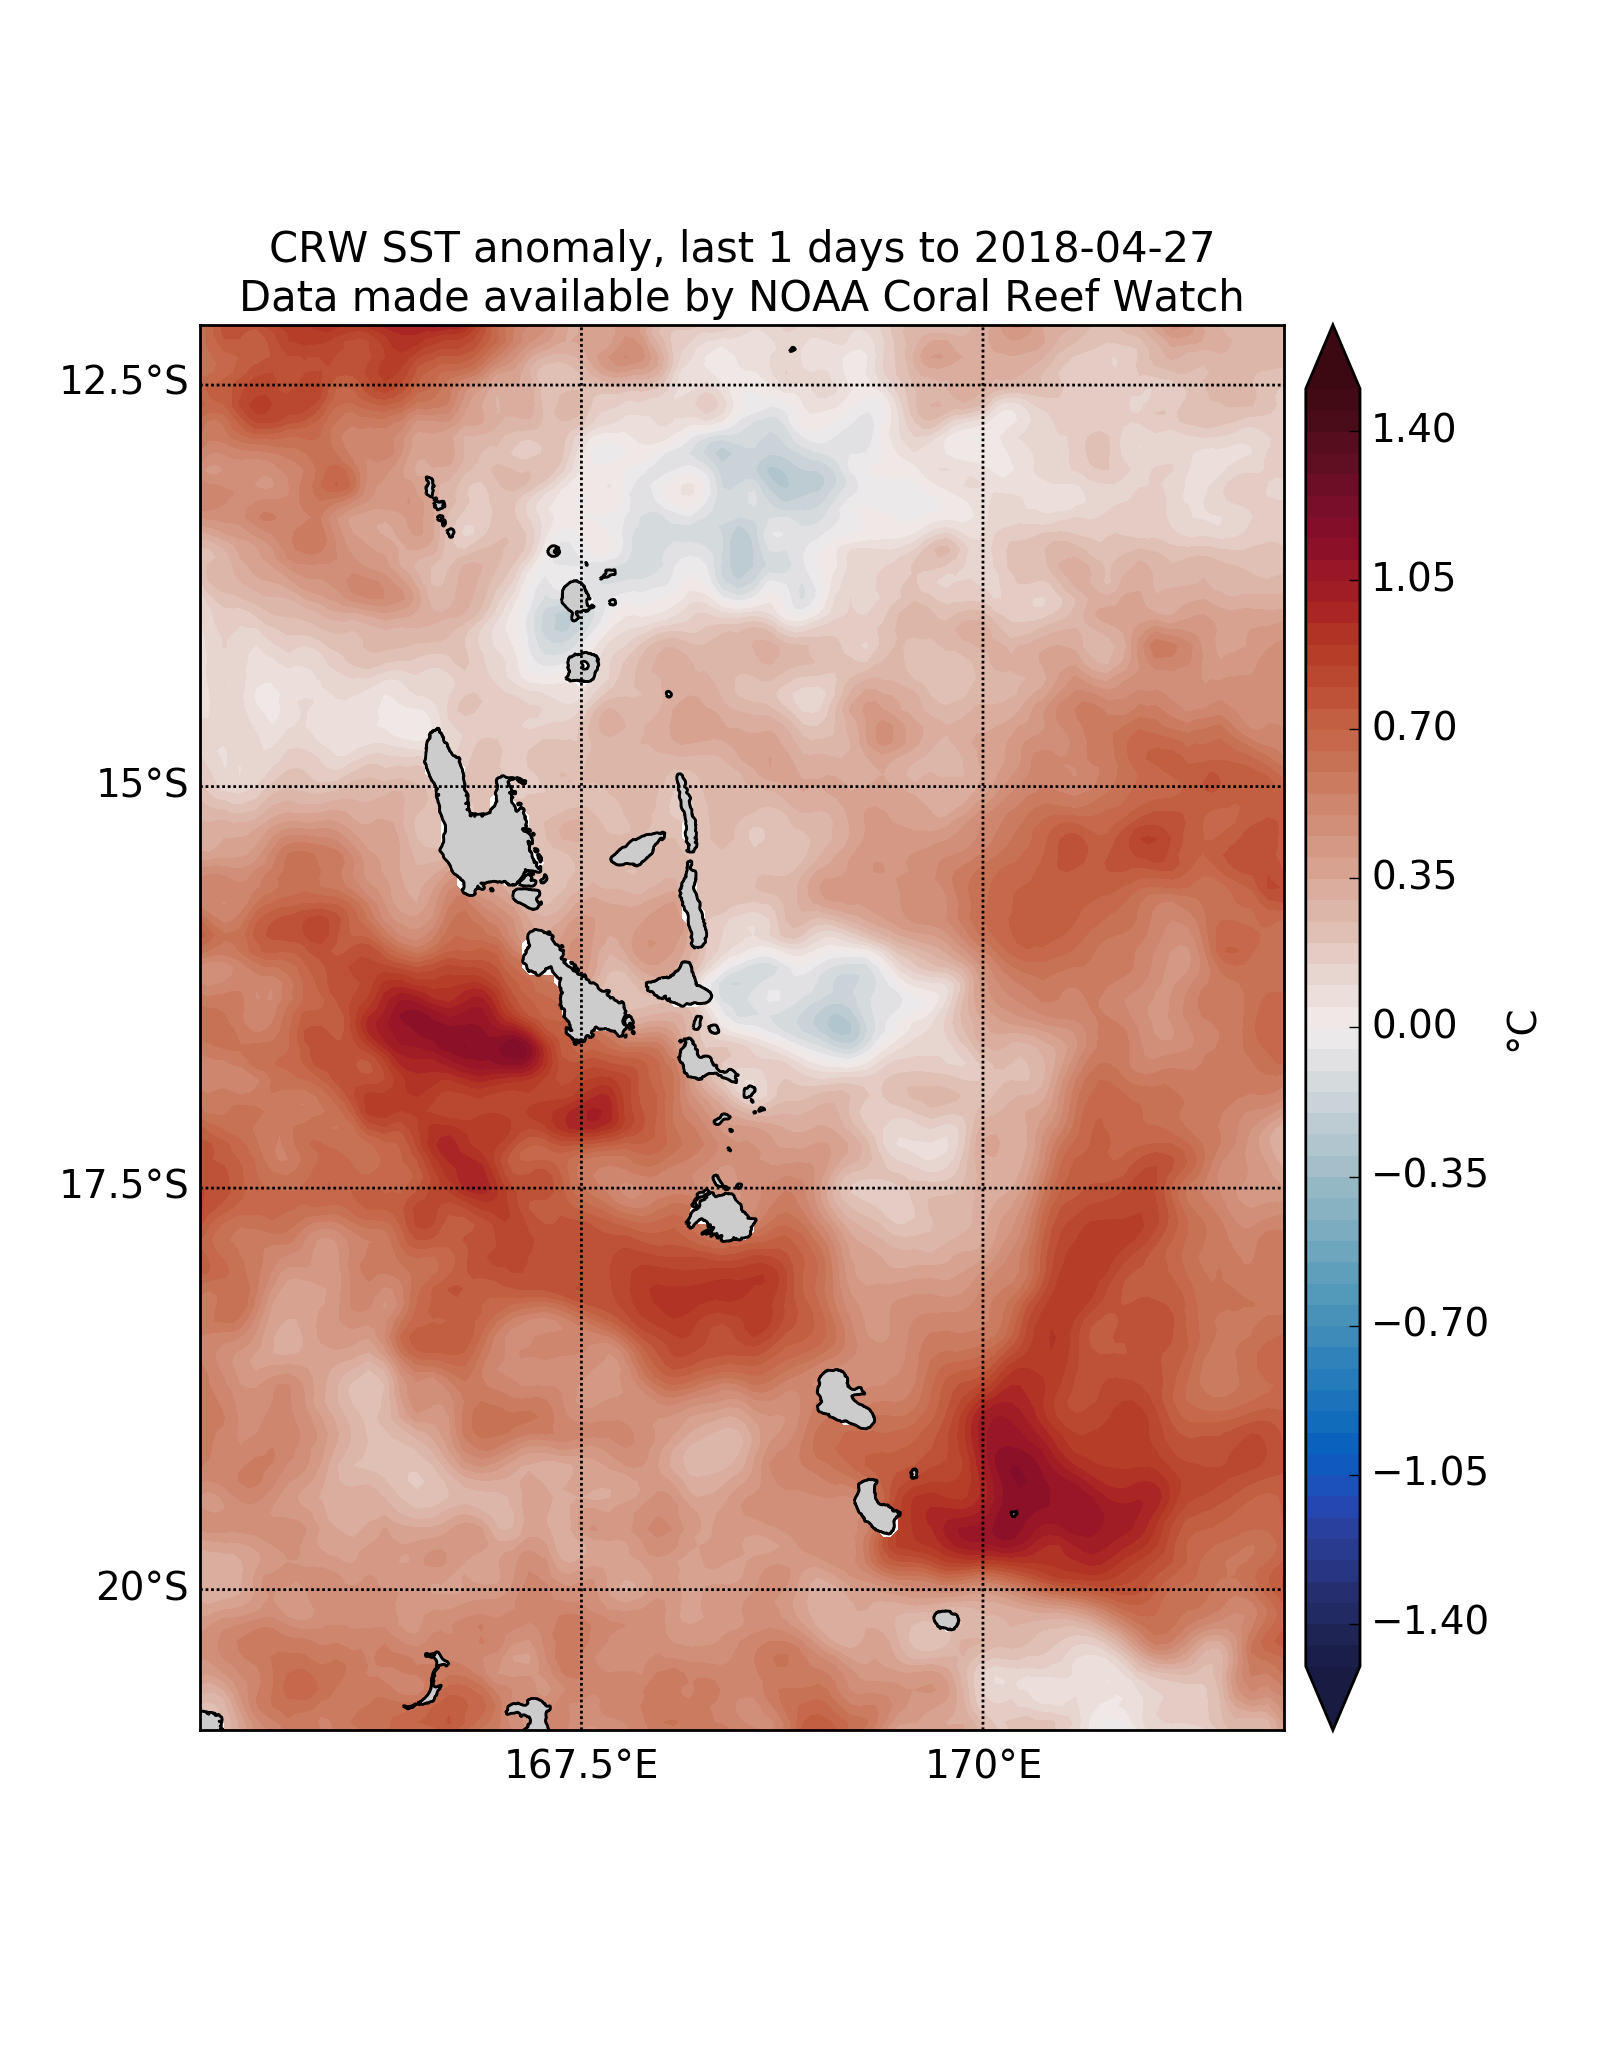 CRW SST anomaly, last 1 days to 2018-04-27
Data made available by NOAA Coral Reef Watch
12.5°S
15°S
17.5°S
20°S
167.5°E
170°E
1.40
1.05
0.70
0.35
0.00
−0.35
−0.70
−1.05
−1.40
°C